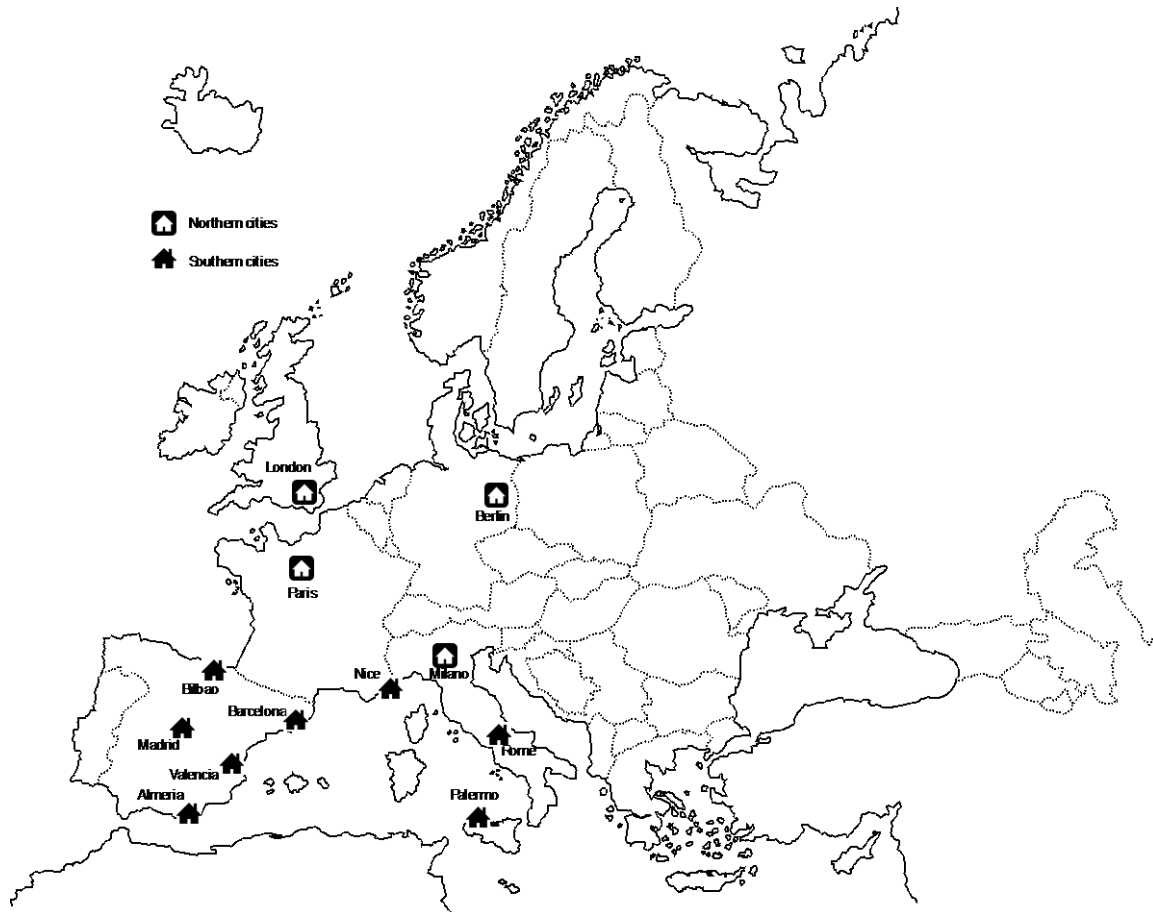 Northern cities
Southern cities
London
Berlin
Paris
Milano
Nice
Bilbao
Barcelona
Madrid
Rome
Valencia
Almeria
Palermo